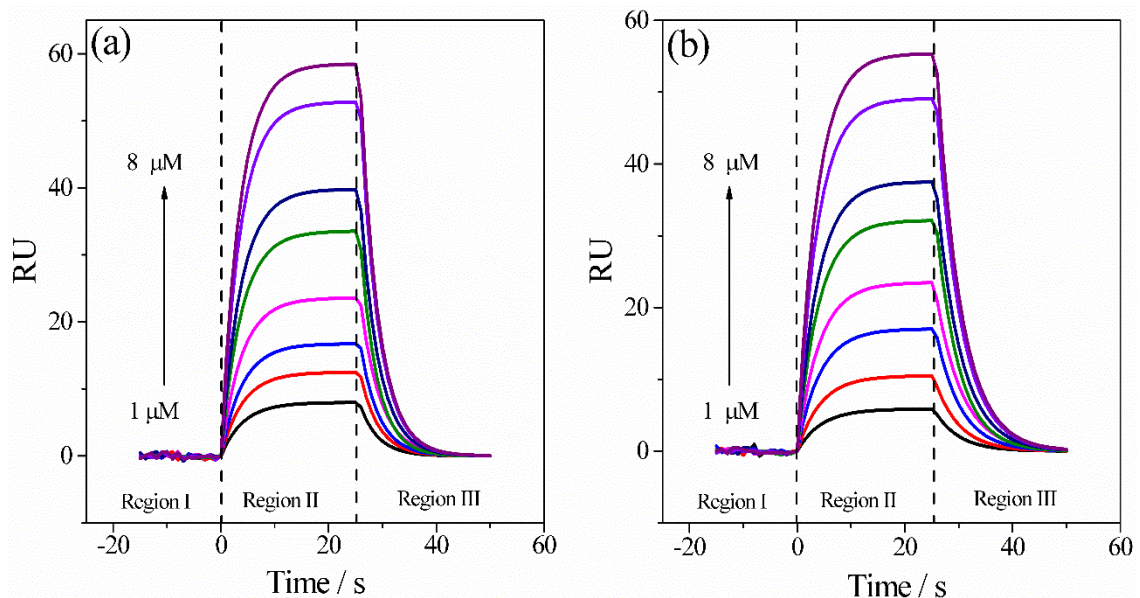 (a)
60
40
20
0
RU
8 μM
1 μM
Region I
Region II
Region III
-20
0
20
40
60
Time / s
(b)
60
40
20
0
RU
8 μM
1 μM
Region I
Region II
Region III
-20
0
20
40
60
Time / s